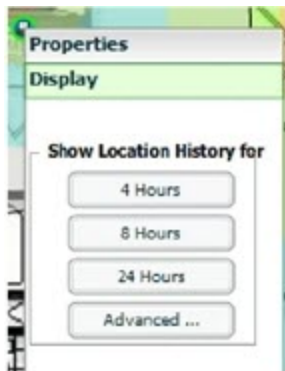 Properties
Display
Show Location History for
4 Hours
8 Hours
24 Hours
Advanced ...